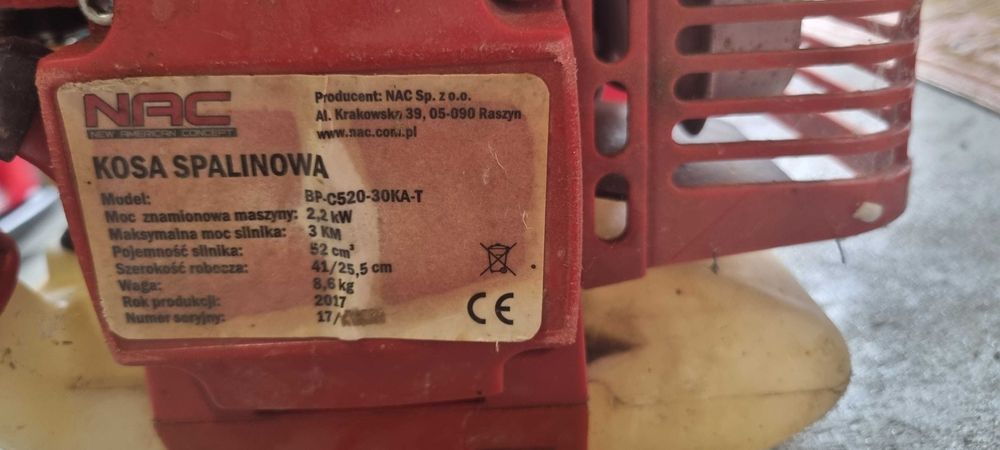 NAC
NEW AMERICAN CONCEPT
Producent: NAC Sp. z o.o.
Al. Krakowska 39, 05-090 Raszyn
www.nac.com.pl
KOSA SPALINOWA
Model: BP-C520-30KA-T
Moc znamionowa maszyny: 2,2 kW
Maksymalna moc silnika: 3 KM
Pojemność silnika: 52 cm³
Szerokość robocza: 41/25,5 cm
Waga: 8,6 kg
Rok produkcji: 2017
Numer seryjny: 17/
CE